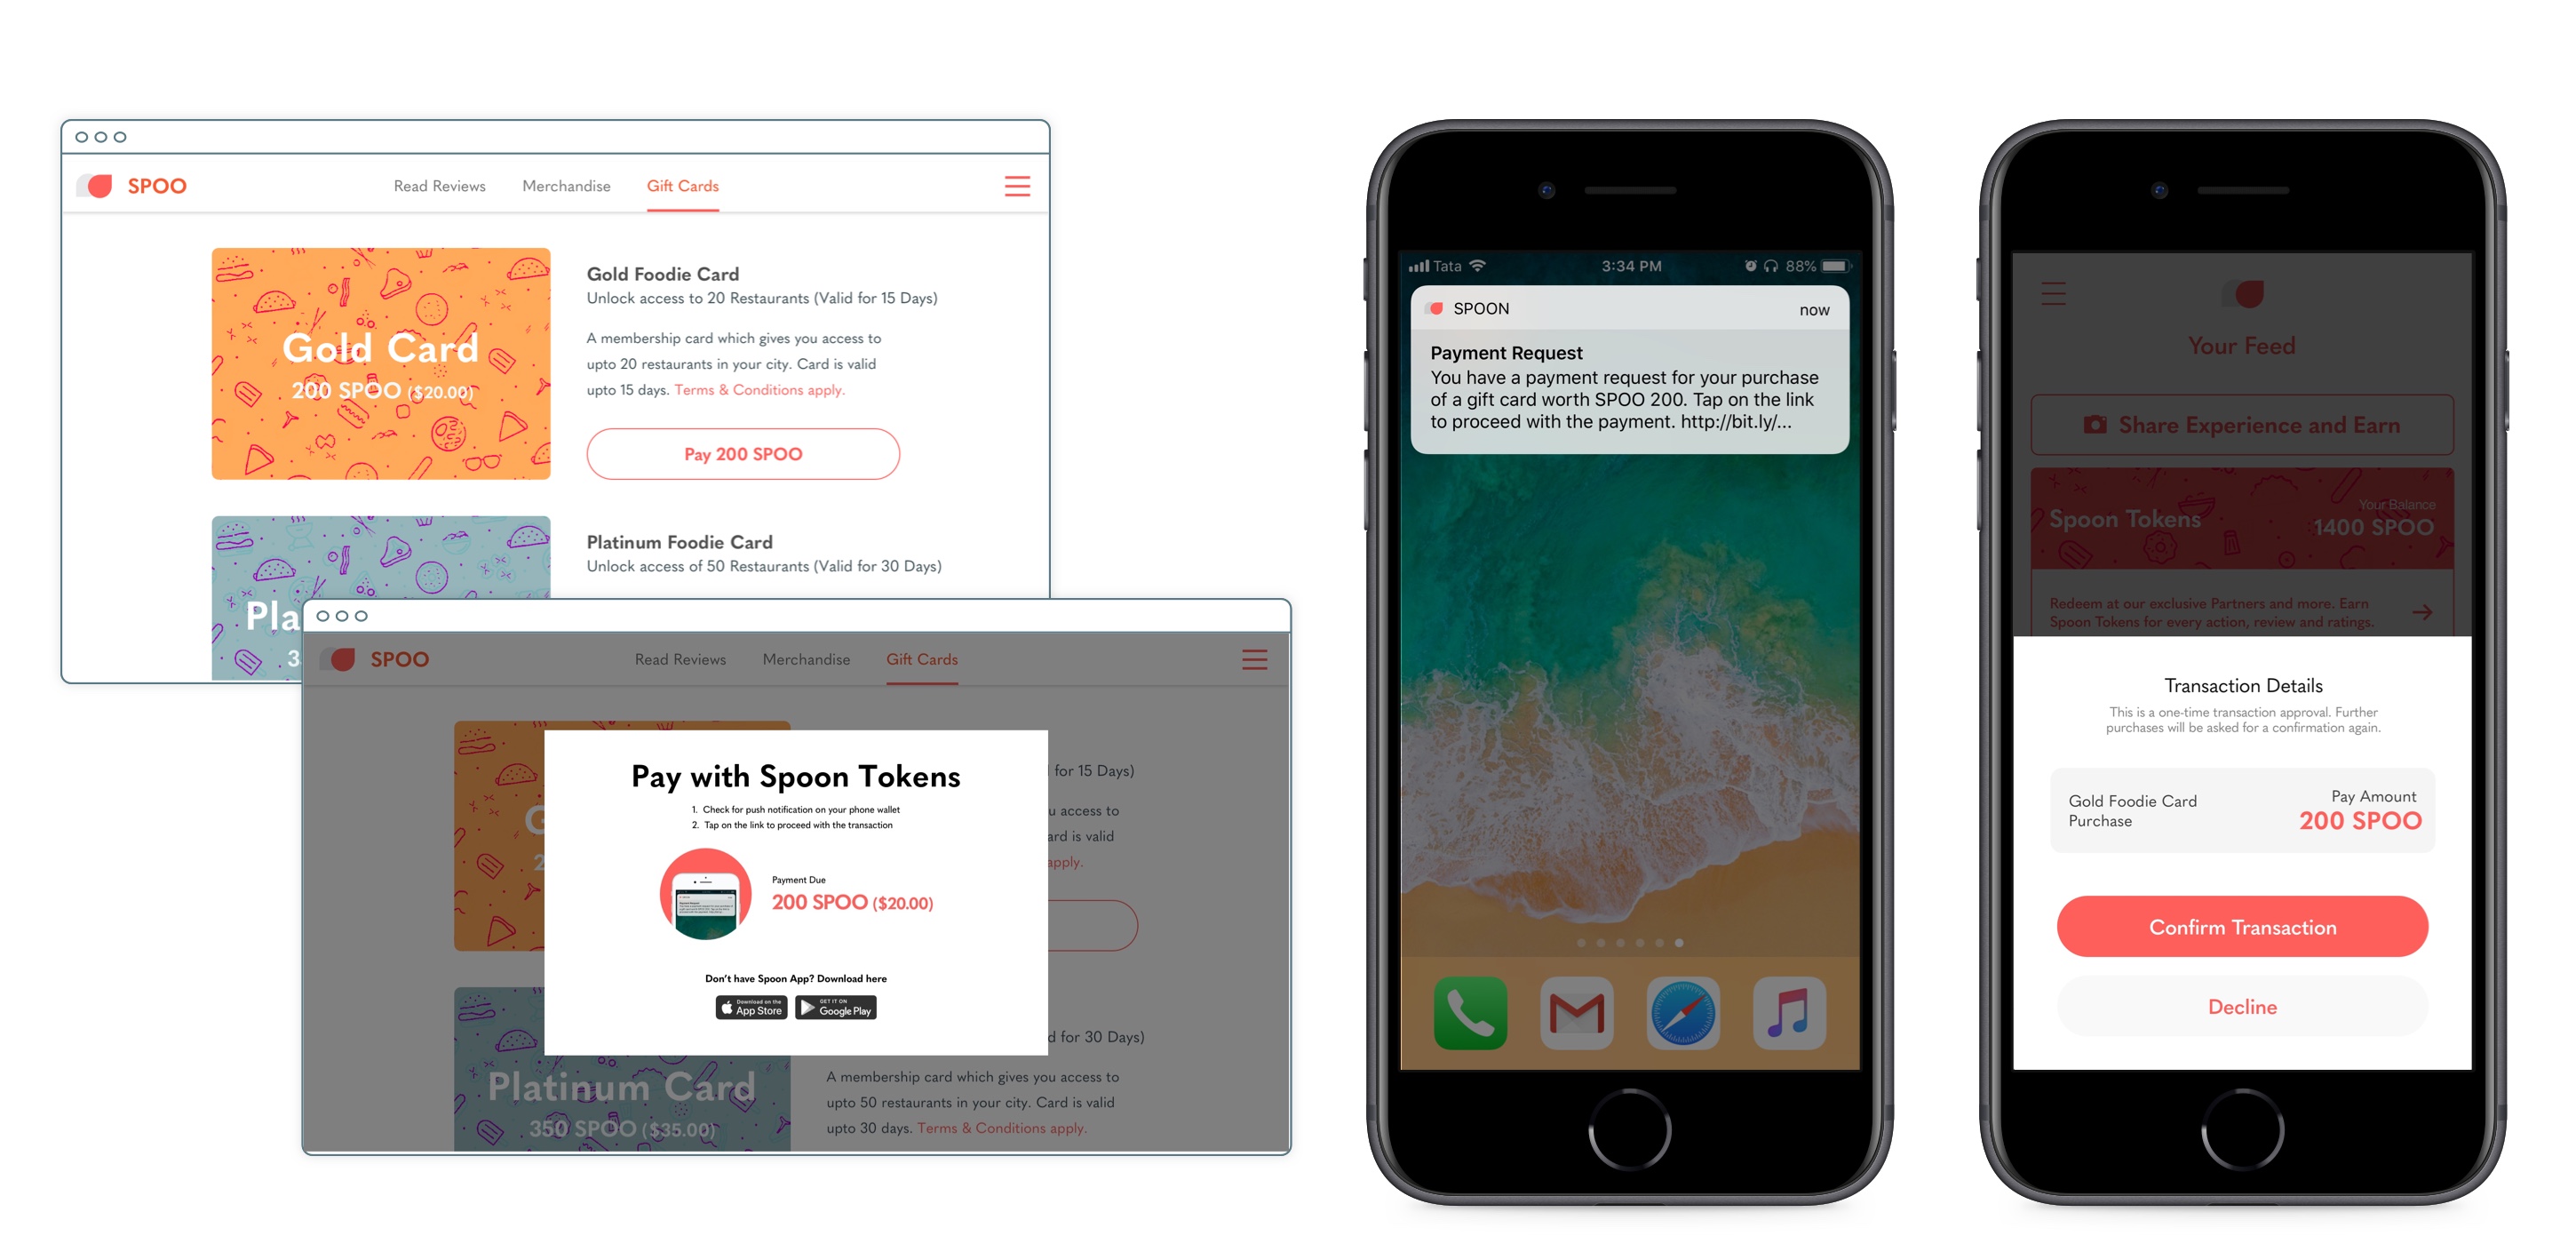 SPOO
Read Reviews
Merchandise
Gift Cards
Gold Card
200 SPOO ($20.00)
Gold Foodie Card
Unlock access to 20 Restaurants (Valid for 15 Days)
A membership card which gives you access to
upto 20 restaurants in your city. Card is valid
upto 15 days. Terms & Conditions apply.
Pay 200 SPOO
Platinum Foodie Card
Unlock access of 50 Restaurants (Valid for 30 Days)
Pla
3
SPOO
Read Reviews
Merchandise
Gift Cards
G
2
for 15 Days)
u access to
ard is valid
apply.
Pay with Spoon Tokens
1. Check for push notification on your phone wallet
2. Tap on the link to proceed with the transaction
Payment Due
200 SPOO ($20.00)
Don't have Spoon App? Download here
Download on the
App Store
GET IT ON
Google Play
d for 30 Days)
Platinum Card
350 SPOO ($35.00)
A membership card which gives you access to
upto 50 restaurants in your city. Card is valid
upto 30 days. Terms & Conditions apply.
Tata
3:34 PM
88%
SPOON
now
Payment Request
You have a payment request for your purchase
of a gift card worth SPOO 200. Tap on the link
to proceed with the payment. http://bit.ly/...
Your Feed
Share Experience and Earn
Spoon Tokens
Your Balance
1400 SPOO
Redeem at our exclusive Partners and more. Earn
Spoon Tokens for every action, review and ratings.
Transaction Details
This is a one-time transaction approval. Further
purchases will be asked for a confirmation again.
Gold Foodie Card
Purchase
Pay Amount
200 SPOO
Confirm Transaction
Decline